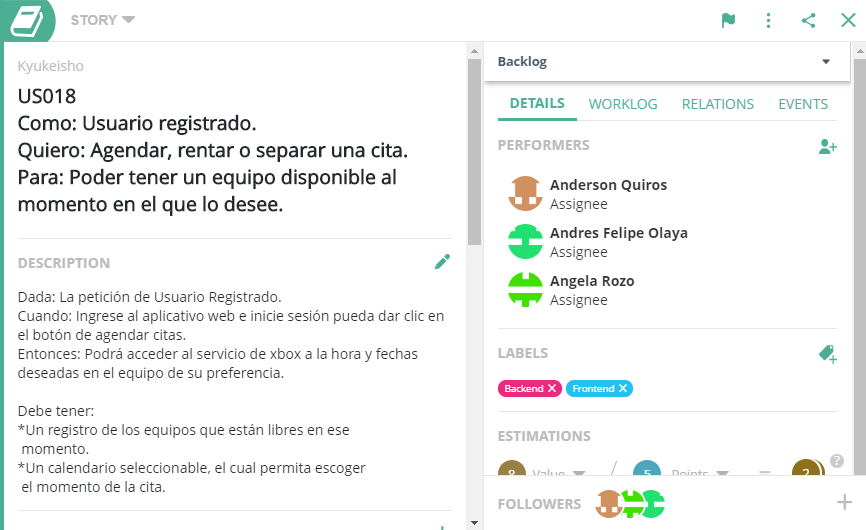 STORY
Kyukeisho
US018
Como: Usuario registrado.
Quiero: Agendar, rentar o separar una cita.
Para: Poder tener un equipo disponible al
momento en el que lo desee.
DESCRIPTION
Dada: La petición de Usuario Registrado.
Cuando: Ingrese al aplicativo web e inicie sesión pueda dar clic en
el botón de agendar citas.
Entonces: Podrá acceder al servicio de xbox a la hora y fechas
deseadas en el equipo de su preferencia.
Debe tener:
*Un registro de los equipos que están libres en ese
momento.
*Un calendario seleccionable, el cual permita escoger
el momento de la cita.
Backlog
DETAILS WORKLOG RELATIONS EVENTS
PERFORMERS
Anderson Quiros
Assignee
Andres Felipe Olaya
Assignee
Angela Rozo
Assignee
LABELS
Backend X Frontend X
ESTIMATIONS
8 Value / 5 Points = 2 ?
FOLLOWERS